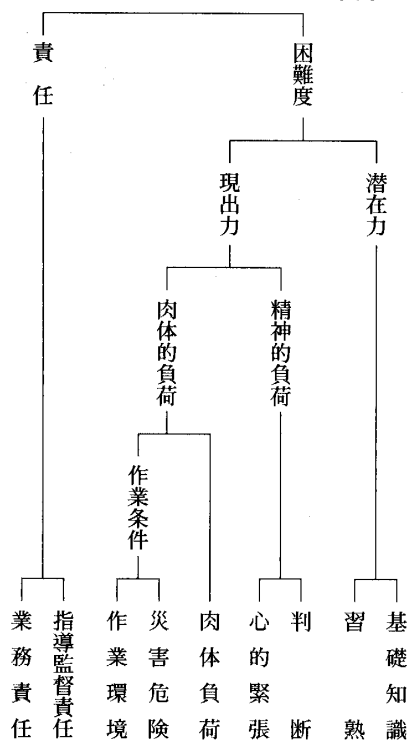 困難度
責任
潜在力
現出力
精神的負荷
肉体的負荷
作業条件
基礎知識
習熟
判断
心的緊張
肉体負荷
災害危険
作業環境
指導監督責任
業務責任